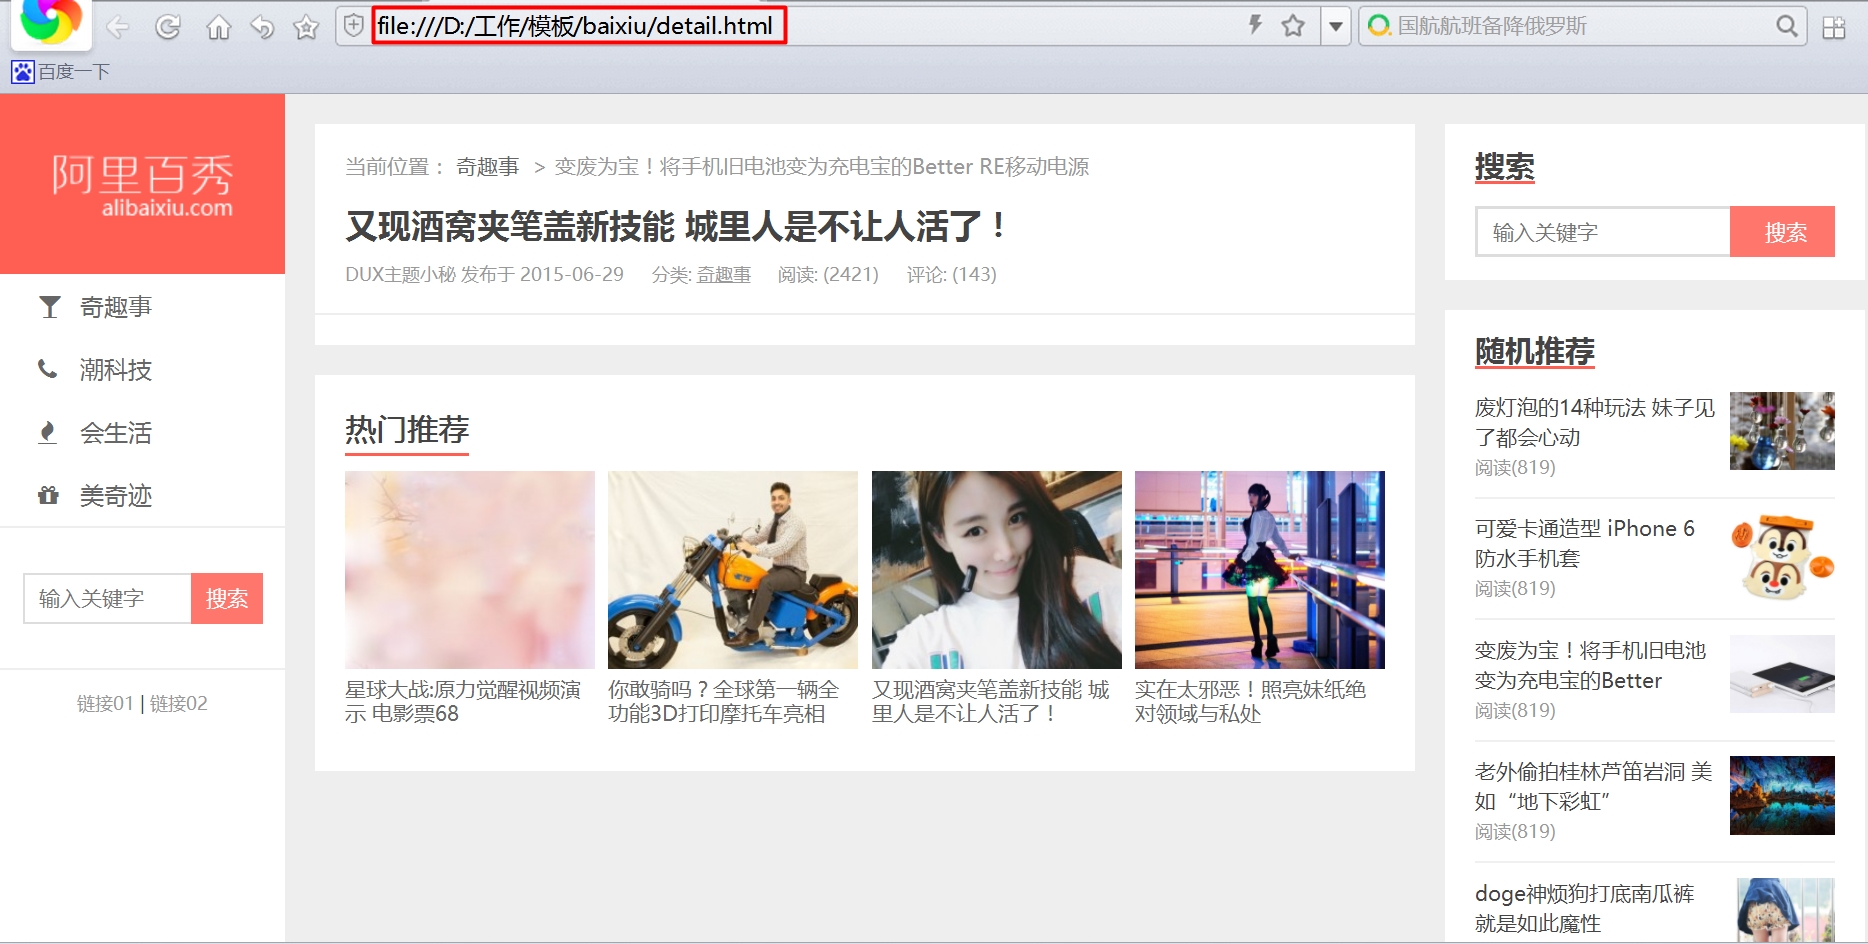 file:///D:/工作/模板/baixiu/detail.html
国航航班备降俄罗斯
百度一下
阿里百秀
alibaixiu.com
奇趣事
潮科技
会生活
美奇迹
输入关键字 搜索
链接01 | 链接02
当前位置： 奇趣事 > 变废为宝！将手机旧电池变为充电宝的Better RE移动电源
又现酒窝夹笔盖新技能 城里人是不让人活了！
DUX主题小秘 发布于 2015-06-29 分类: 奇趣事 阅读: (2421) 评论: (143)
热门推荐
星球大战:原力觉醒视频演
示 电影票68
你敢骑吗？全球第一辆全
功能3D打印摩托车亮相
又现酒窝夹笔盖新技能 城
里人是不让人活了！
实在太邪恶！照亮妹纸绝
对领域与私处
搜索
输入关键字 搜索
随机推荐
废灯泡的14种玩法 妹子见
了都会心动
阅读(819)
可爱卡通造型 iPhone 6
防水手机套
阅读(819)
变废为宝！将手机旧电池
变为充电宝的Better
阅读(819)
老外偷拍桂林芦笛岩洞 美
如“地下彩虹”
阅读(819)
doge神烦狗打底南瓜裤
就是如此魔性